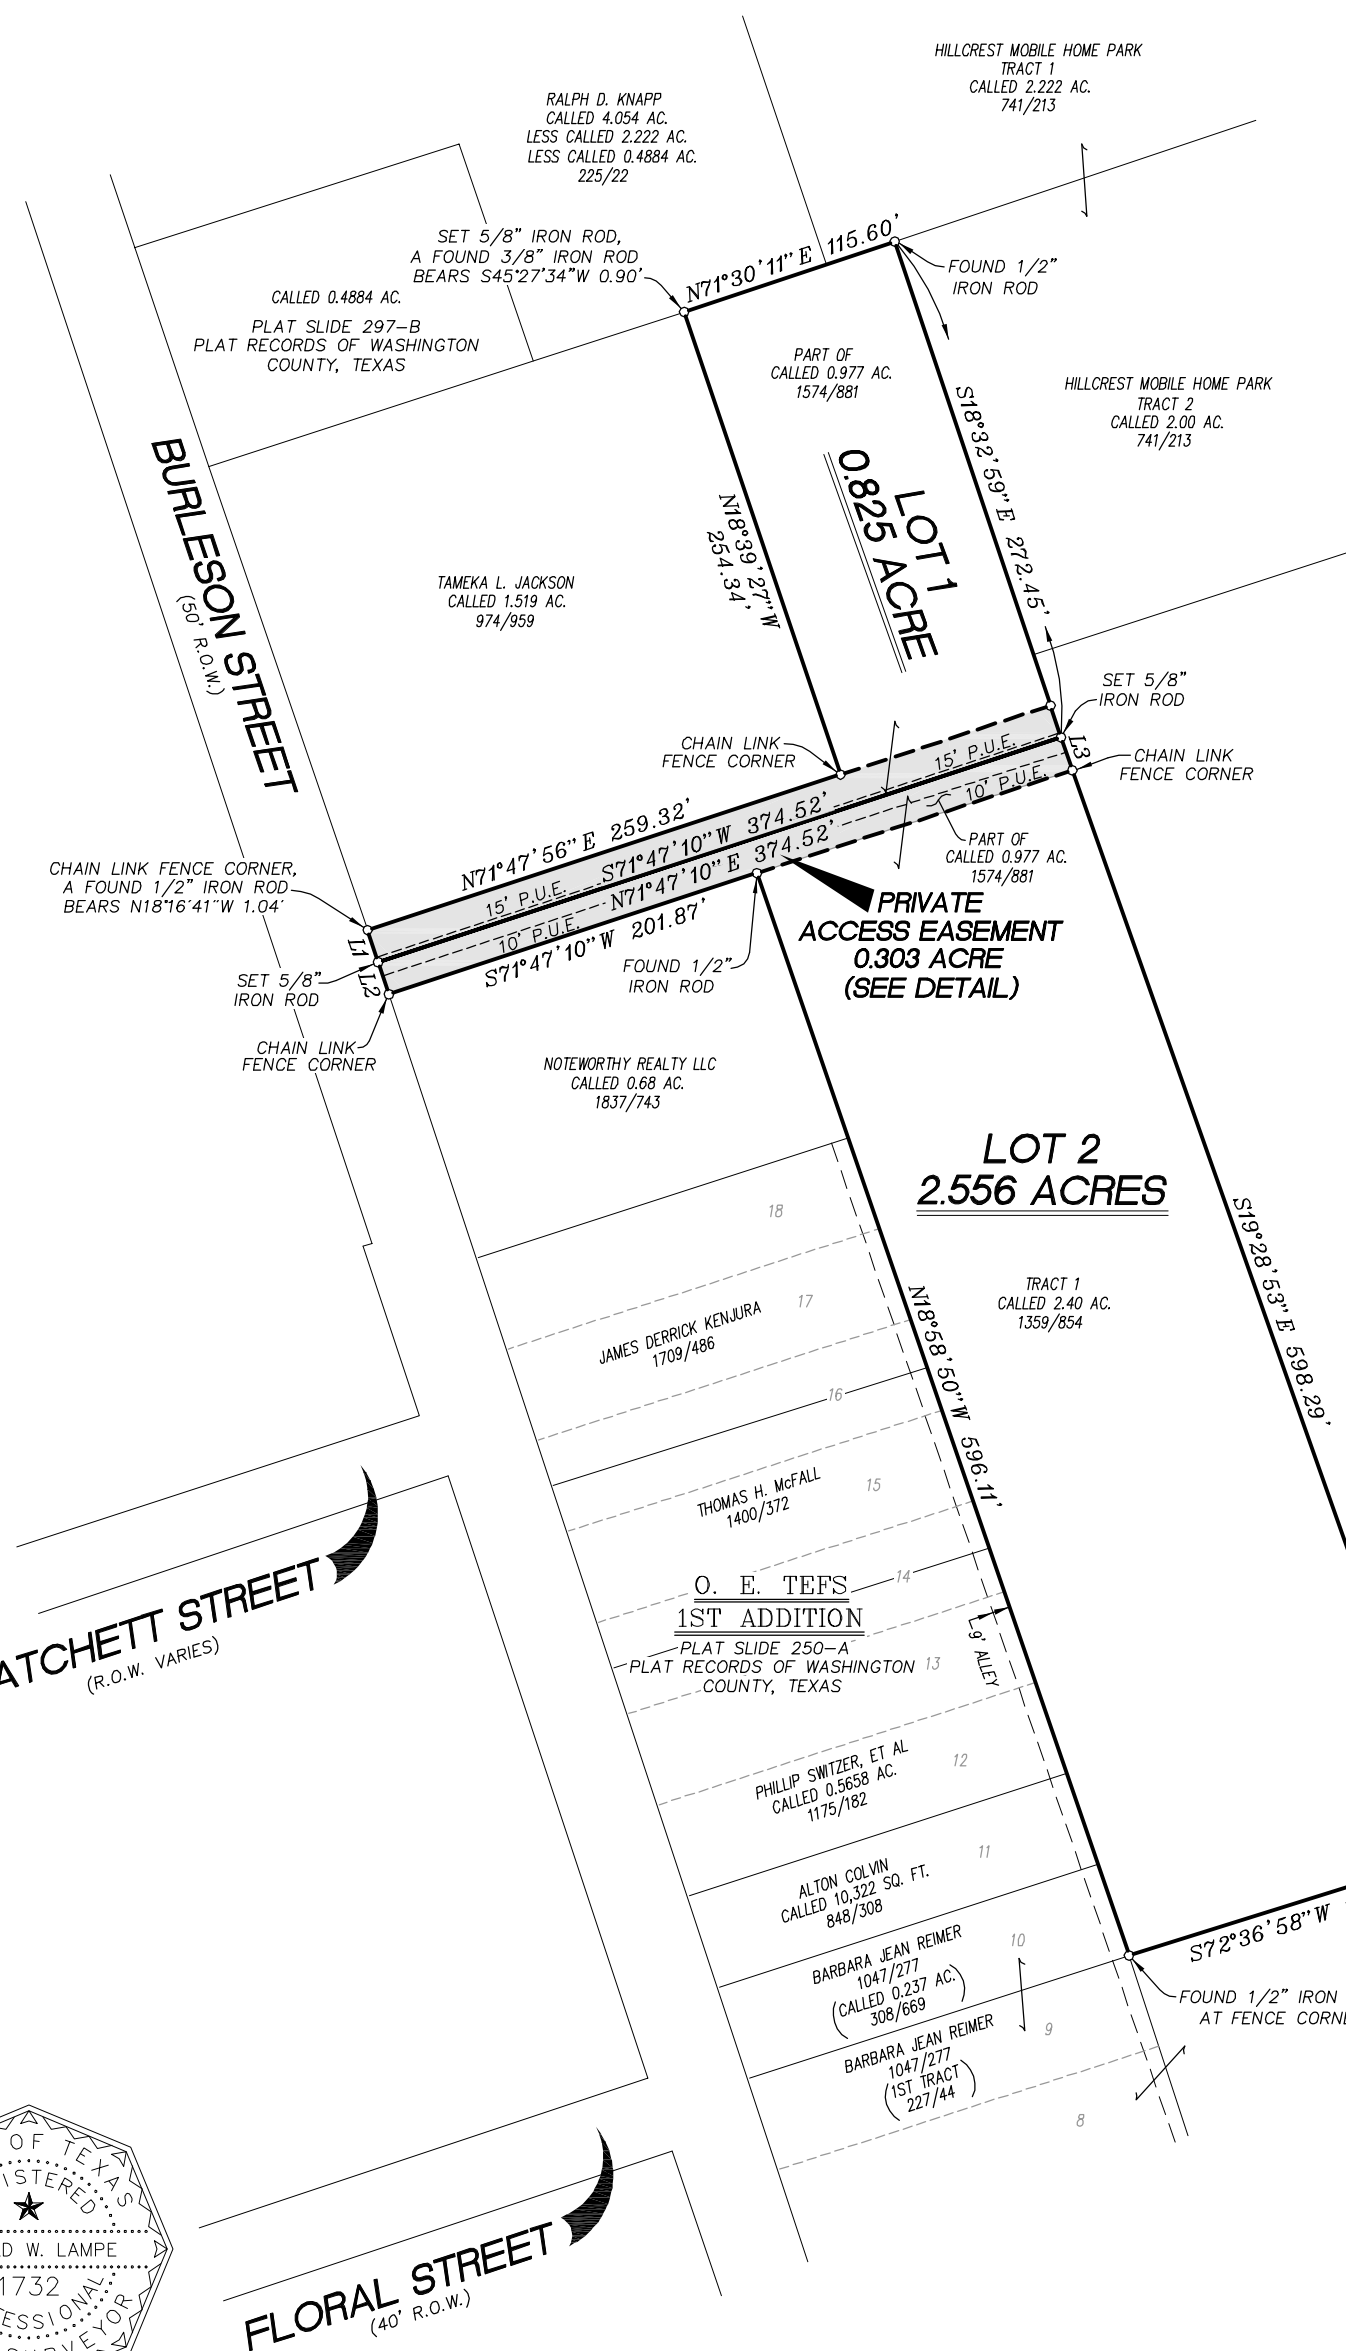 HILLCREST MOBILE HOME PARK
TRACT 1
CALLED 2.222 AC.
741/213
RALPH D. KNAPP
CALLED 4.054 AC.
LESS CALLED 2.222 AC.
LESS CALLED 0.4884 AC.
225/22
SET 5/8" IRON ROD,
A FOUND 3/8" IRON ROD
BEARS S45°27'34"W 0.90'
N71°30'11"E 115.60'
FOUND 1/2"
IRON ROD
CALLED 0.4884 AC.
PLAT SLIDE 297-B
PLAT RECORDS OF WASHINGTON
COUNTY, TEXAS
PART OF
CALLED 0.977 AC.
1574/881
HILLCREST MOBILE HOME PARK
TRACT 2
CALLED 2.00 AC.
741/213
S18°32'59"E 272.45'
BURLESON STREET
(50' R.O.W.)
LOT 1
0.825 ACRE
N18°39'27"W
254.34'
TAMEKA L. JACKSON
CALLED 1.519 AC.
974/959
SET 5/8"
IRON ROD
CHAIN LINK
FENCE CORNER
L3
CHAIN LINK
FENCE CORNER
15' P.U.E.
10' P.U.E.
N71°47'56"E 259.32'
S71°47'10"W 374.52'
N71°47'10"E 374.52'
PART OF
CALLED 0.977 AC.
1574/881
CHAIN LINK FENCE CORNER,
A FOUND 1/2" IRON ROD
BEARS N18°16'41"W 1.04'
15' P.U.E.
10' P.U.E.
S71°47'10"W 201.87'
PRIVATE
ACCESS EASEMENT
0.303 ACRE
(SEE DETAIL)
L1
L2
SET 5/8"
IRON ROD
FOUND 1/2"
IRON ROD
CHAIN LINK
FENCE CORNER
NOTEWORTHY REALTY LLC
CALLED 0.68 AC.
1837/743
LOT 2
2.556 ACRES
18
S19°28'53"E 598.29'
TRACT 1
CALLED 2.40 AC.
1359/854
17
JAMES DERRICK KENJURA
1709/486
N18°58'50"W 596.11'
16
THOMAS H. McFALL
1400/372
15
O. E. TEFS
1ST ADDITION
PLAT SLIDE 250-A
PLAT RECORDS OF WASHINGTON
COUNTY, TEXAS
14
9' ALLEY
13
ATCHETT STREET
(R.O.W. VARIES)
PHILLIP SWITZER, ET AL
CALLED 0.5658 AC.
1175/182
12
ALTON COLVIN
CALLED 10,322 SQ. FT.
848/308
11
S72°36'58"W
BARBARA JEAN REIMER
1047/277
(CALLED 0.237 AC.)
308/669
10
FOUND 1/2" IRON
AT FENCE CORNE
BARBARA JEAN REIMER
1047/277
(1ST TRACT)
227/44
9
8
OF TEXAS
ISTERED
D W. LAMPE
1732
ESSIONAL
SURVEYOR
FLORAL STREET
(40' R.O.W.)